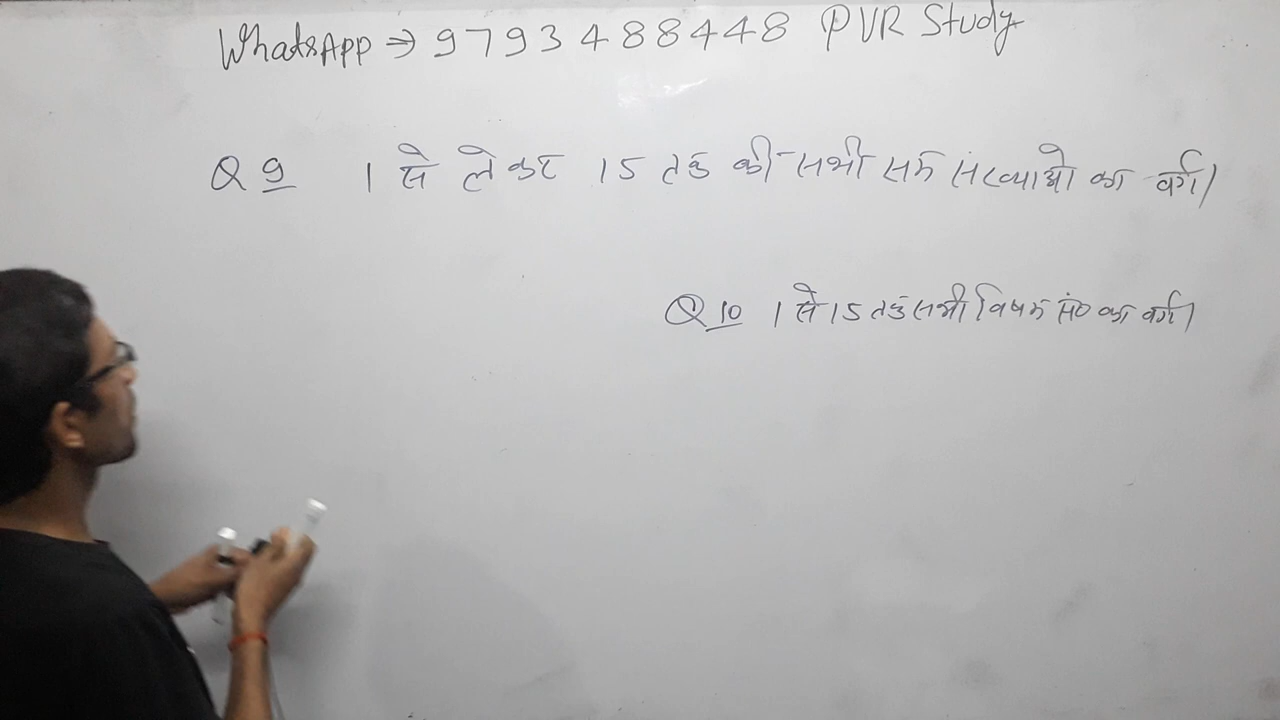 WhatsApp ⇒ 9793488448 PVR Study
Q 9 1 से लेकर 15 तक की सभी सम संख्याओ का वर्ग।
Q 10 1 से 15 तक सभी विषम सं० का वर्ग।